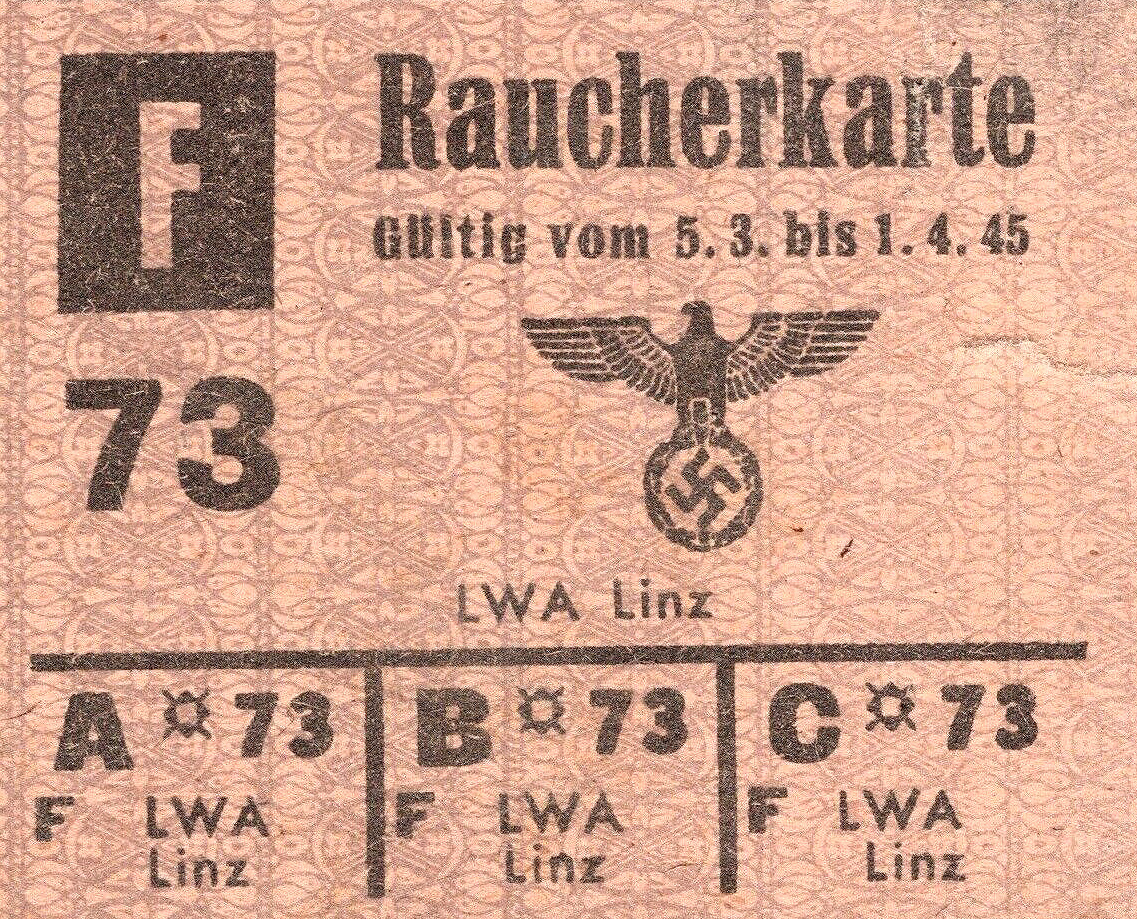 F
Raucherkarte
Gültig vom 5. 3. bis 1. 4. 45
73
LWA Linz
A ¤ 73
F LWA
Linz
B ¤ 73
F LWA
Linz
C ¤ 73
F LWA
Linz